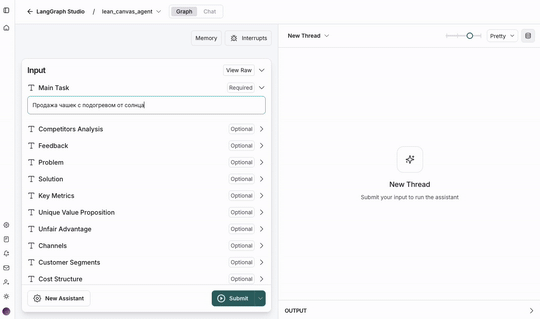 LangGraph Studio / lean_canvas_agent
Graph Chat
Memory Interrupts
New Thread
Pretty
Input
View Raw
Main Task
Required
Продажа чашек с подогревом от солнца
Competitors Analysis
Optional
Feedback
Optional
Problem
Optional
Solution
Optional
Key Metrics
Optional
Unique Value Proposition
Optional
Unfair Advantage
Optional
Channels
Optional
Customer Segments
Optional
Cost Structure
Optional
New Assistant
Submit
New Thread
Submit your input to run the assistant
OUTPUT